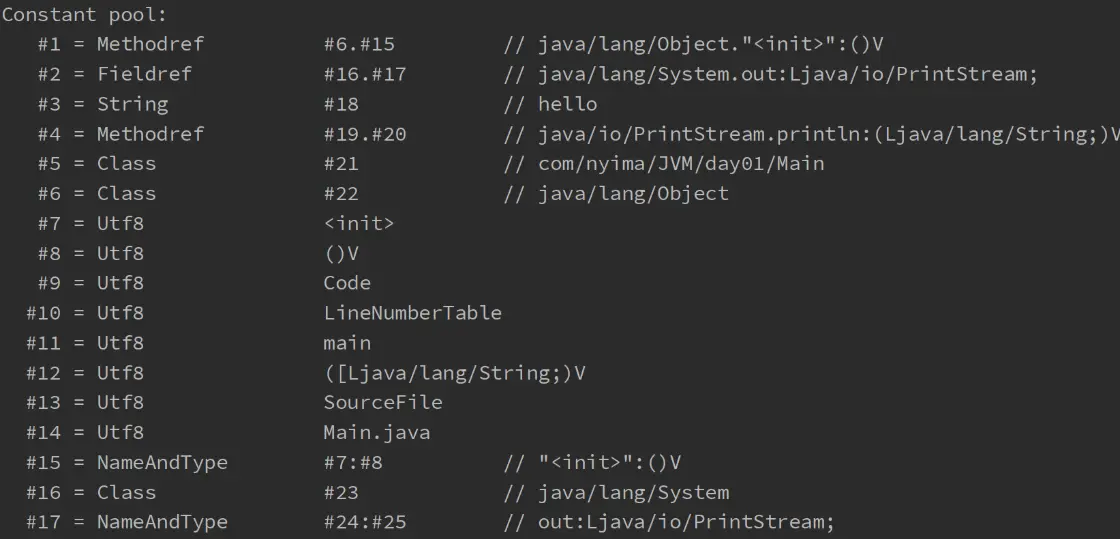 Constant pool:
#1 = Methodref #6.#15 // java/lang/Object."<init>":()V
#2 = Fieldref #16.#17 // java/lang/System.out:Ljava/io/PrintStream;
#3 = String #18 // hello
#4 = Methodref #19.#20 // java/io/PrintStream.println:(Ljava/lang/String;)V
#5 = Class #21 // com/nyima/JVM/day01/Main
#6 = Class #22 // java/lang/Object
#7 = Utf8 <init>
#8 = Utf8 ()V
#9 = Utf8 Code
#10 = Utf8 LineNumberTable
#11 = Utf8 main
#12 = Utf8 ([Ljava/lang/String;)V
#13 = Utf8 SourceFile
#14 = Utf8 Main.java
#15 = NameAndType #7:#8 // "<init>":()V
#16 = Class #23 // java/lang/System
#17 = NameAndType #24:#25 // out:Ljava/io/PrintStream;